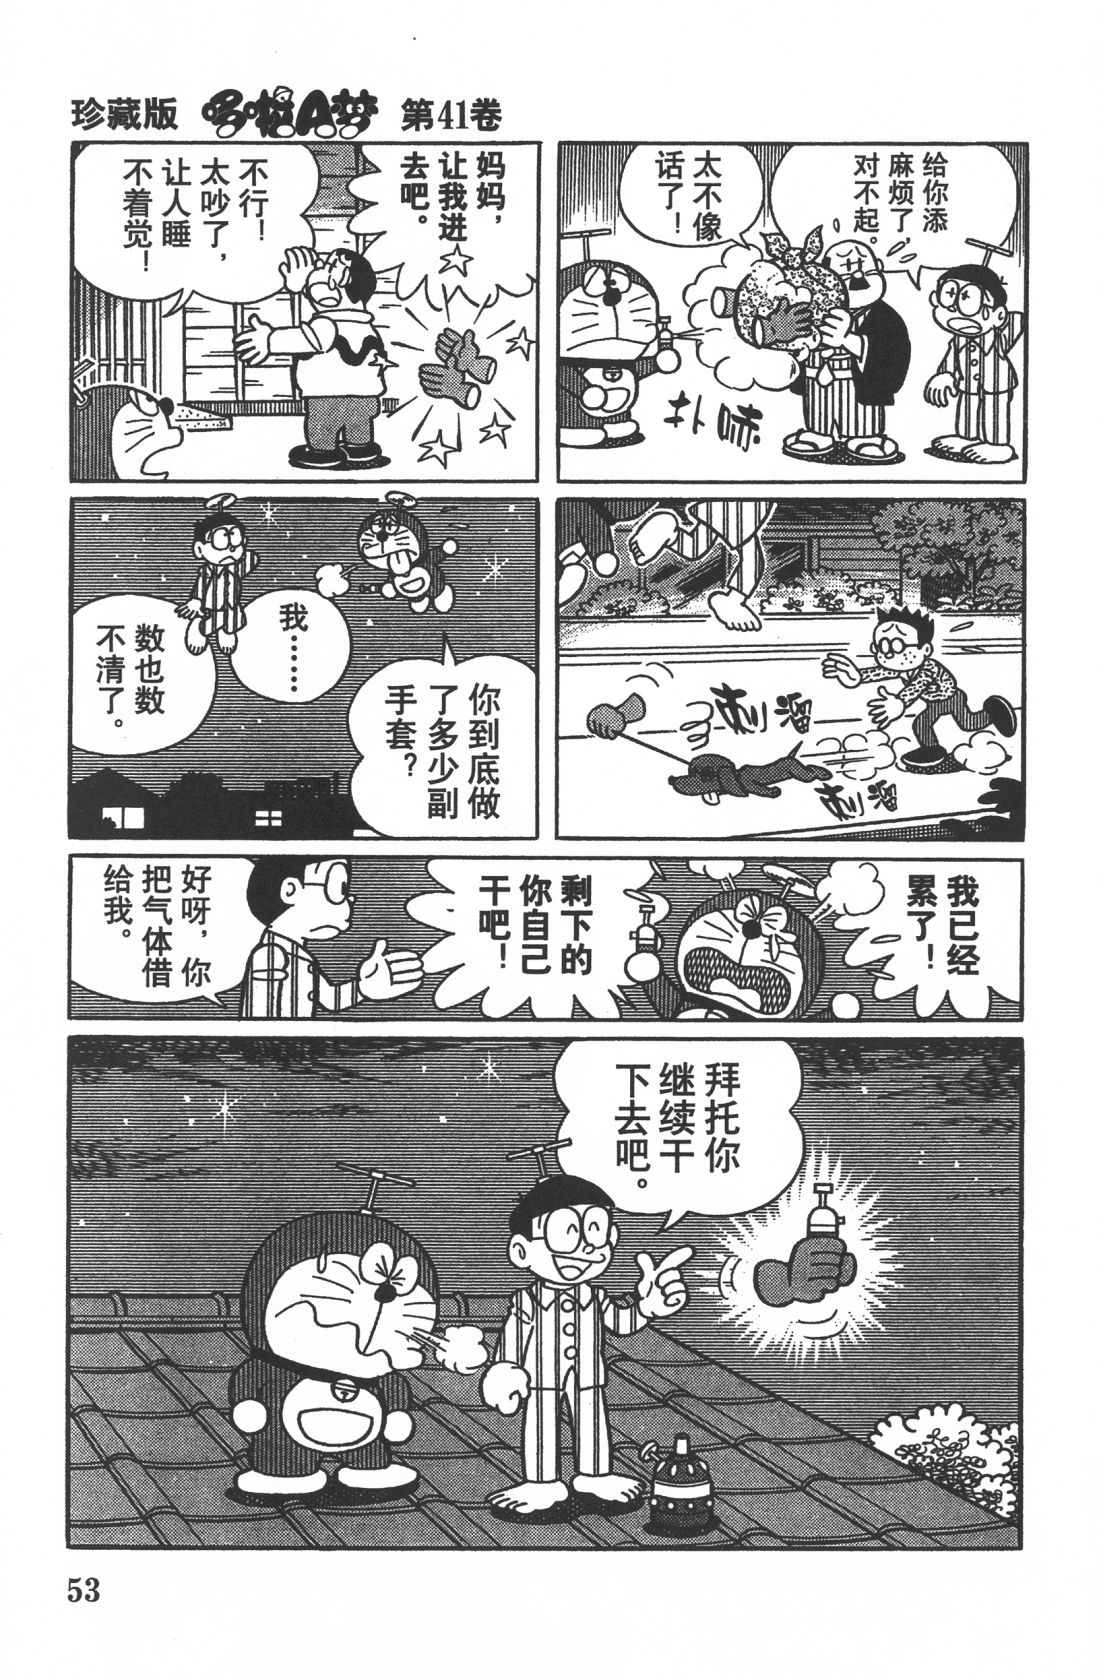 珍藏版 哆啦A梦 第41卷
给你添
麻烦了，
对不起。
太不像
话了！
扑哧
妈妈，
让我进
去吧。
不行！
太吵了，
让人睡
不着觉！
刺溜
刺溜
你到底做
了多少副
手套？
我……
数也数
不清了。
我已经
累了！
剩下的
你自己
干吧！
好呀，你
把气体借
给我。
拜托你
继续干
下去吧。
53